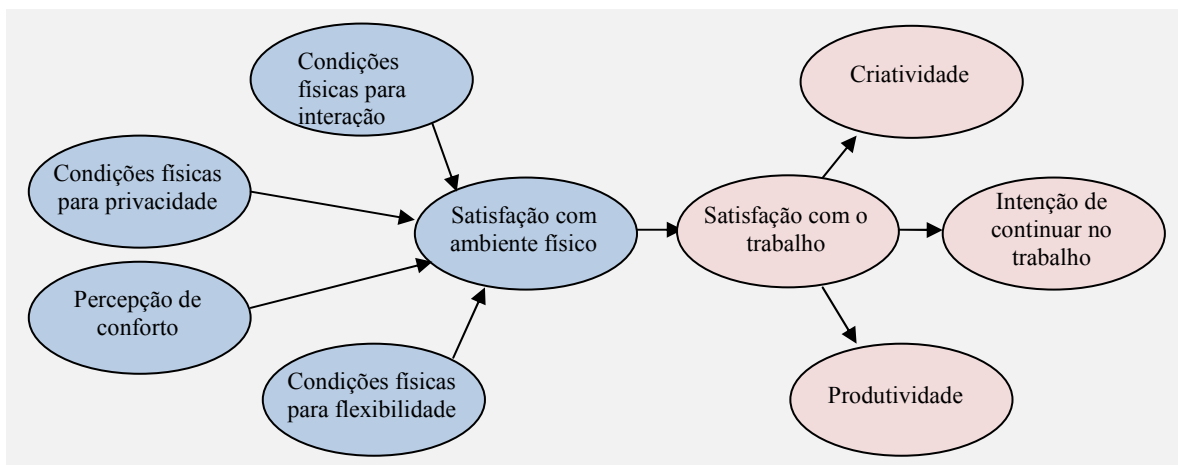 Condições
físicas para
interação
Criatividade
Condições físicas
para privacidade
Satisfação com
ambiente físico
Satisfação com o
trabalho
Intenção de
continuar no
trabalho
Percepção de
conforto
Condições físicas
para flexibilidade
Produtividade